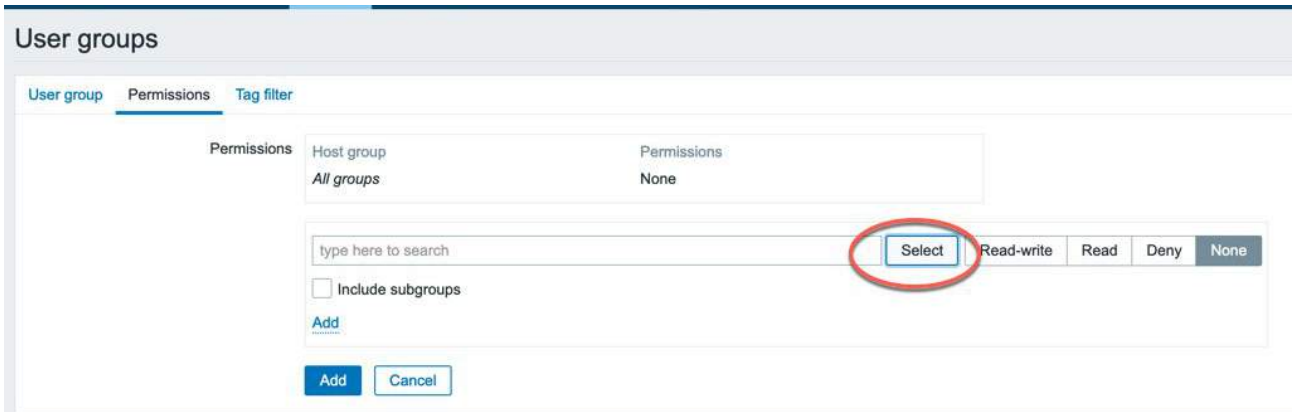 User groups
User group Permissions Tag filter
Permissions Host group Permissions
All groups None
type here to search Select Read-write Read Deny None
Include subgroups
Add
Add Cancel